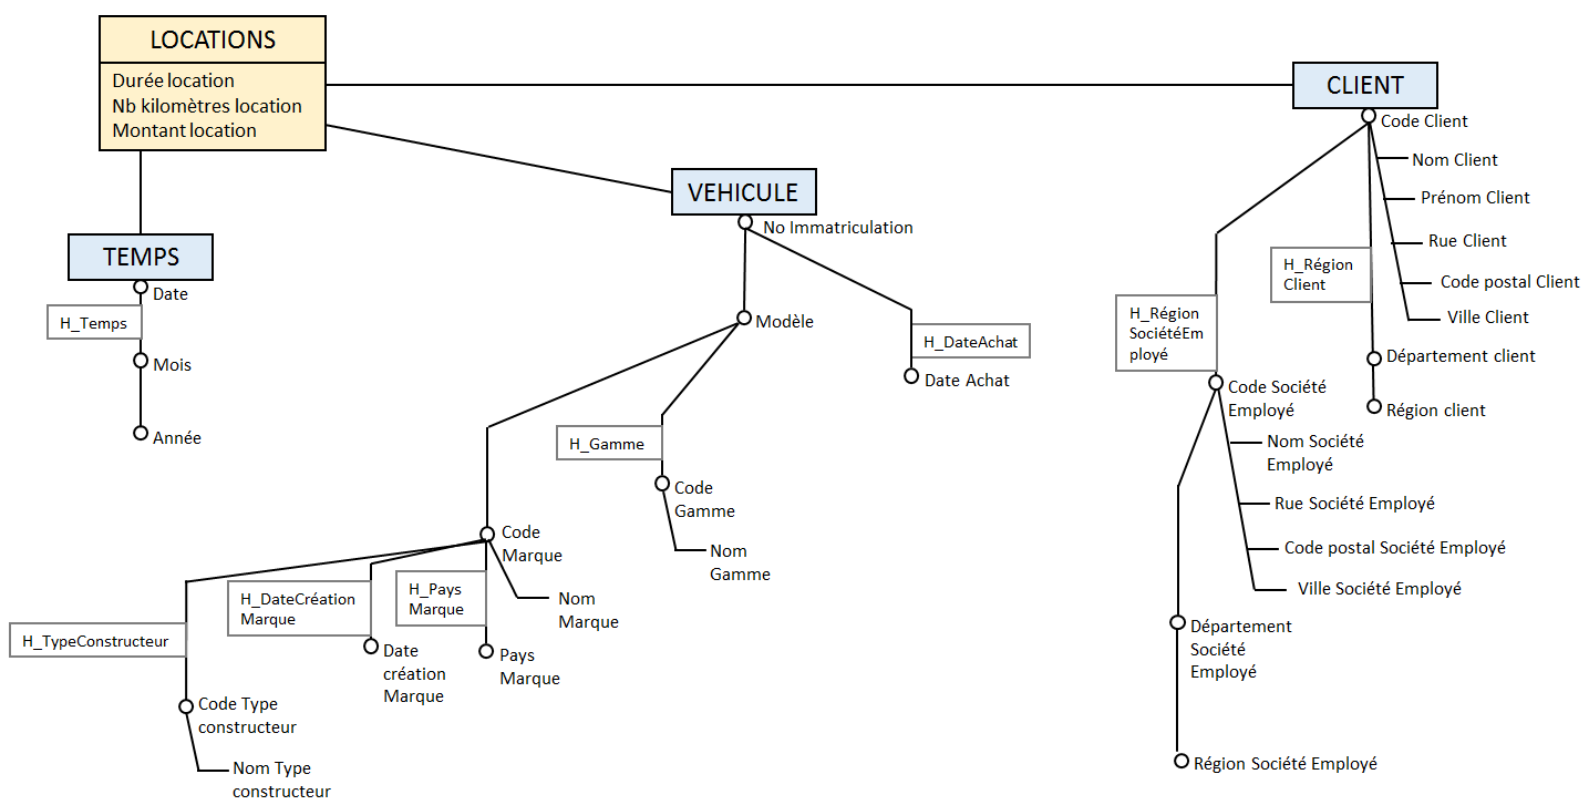 LOCATIONS
Durée location
Nb kilomètres location
Montant location
CLIENT
Code Client
Nom Client
Prénom Client
Rue Client
Code postal Client
Ville Client
H_Région
Client
Département client
Région client
H_Région
SociétéEm
ployé
Code Société
Employé
Nom Société
Employé
Rue Société Employé
Code postal Société Employé
Ville Société Employé
Département
Société
Employé
Région Société Employé
VEHICULE
No Immatriculation
Modèle
H_DateAchat
Date Achat
H_Gamme
Code
Gamme
Nom
Gamme
Code
Marque
Nom
Marque
H_Pays
Marque
Pays
Marque
H_DateCréation
Marque
Date
création
Marque
H_TypeConstructeur
Code Type
constructeur
Nom Type
constructeur
TEMPS
Date
H_Temps
Mois
Année